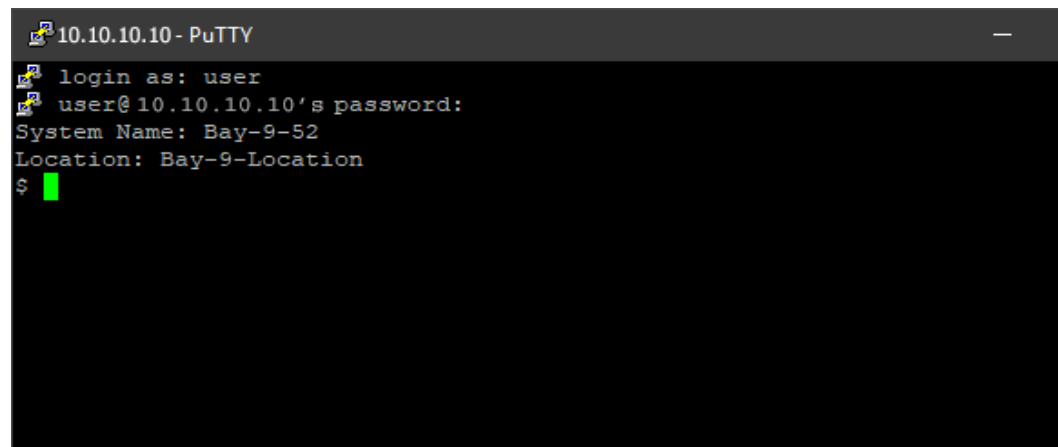 10.10.10.10 - PuTTY
login as: user
user@10.10.10.10's password:
System Name: Bay-9-52
Location: Bay-9-Location
$